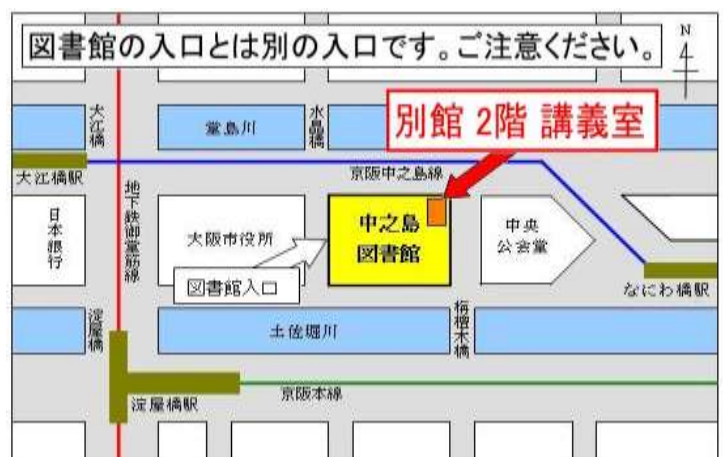 図書館の入口とは別の入口です。ご注意ください。
N
大江橋
堂島川
水晶橋
別館 2階 講義室
大江橋駅
京阪中之島線
地下鉄御堂筋線
日本銀行
大阪市役所
中之島
図書館
中央
公会堂
図書館入口
なにわ橋駅
淀屋橋
土佐堀川
栴檀木橋
京阪本線
淀屋橋駅